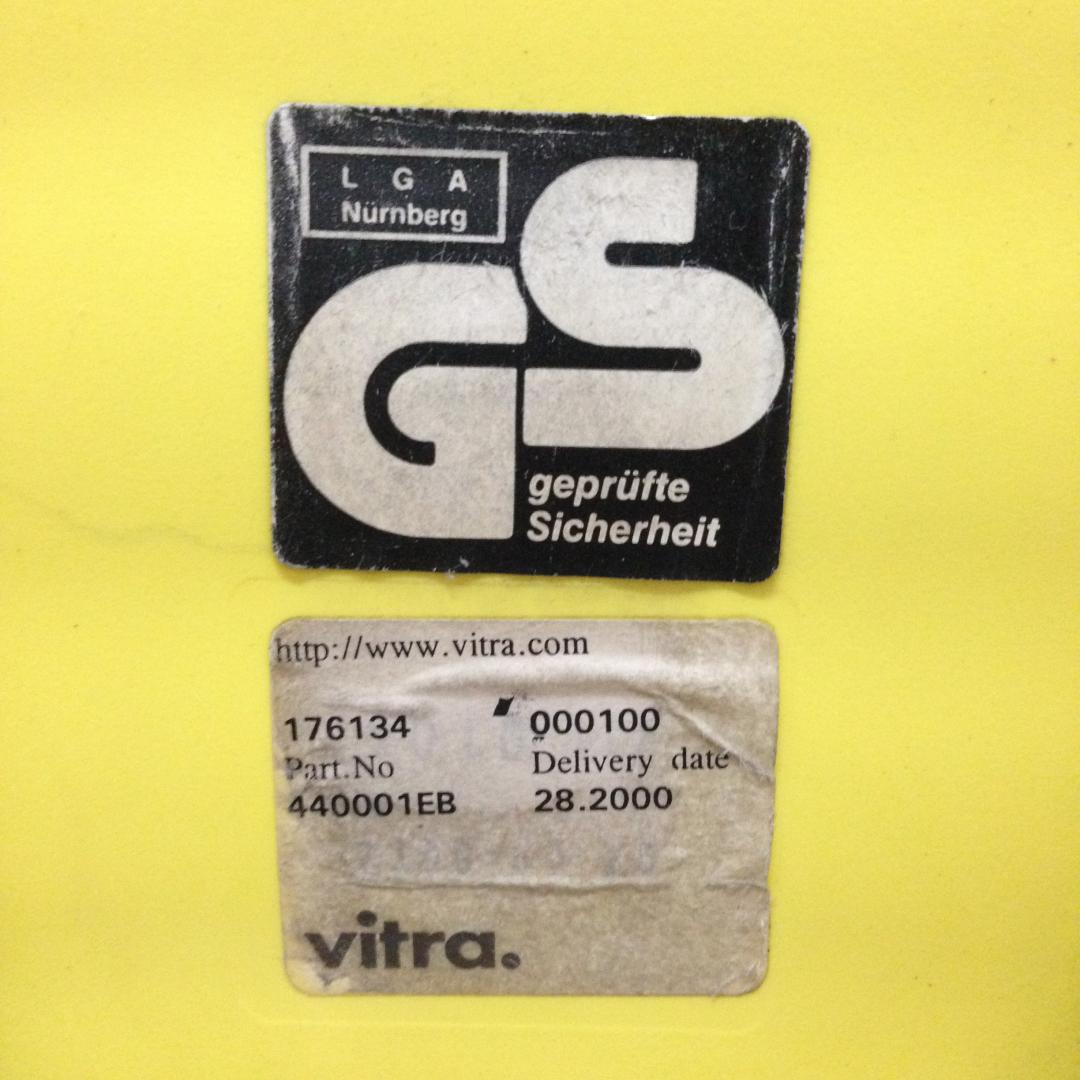 L G A
Nürnberg
GS
geprüfte
Sicherheit
http://www.vitra.com
176134 000100
Part.No Delivery date
440001EB 28.2000
vitra.